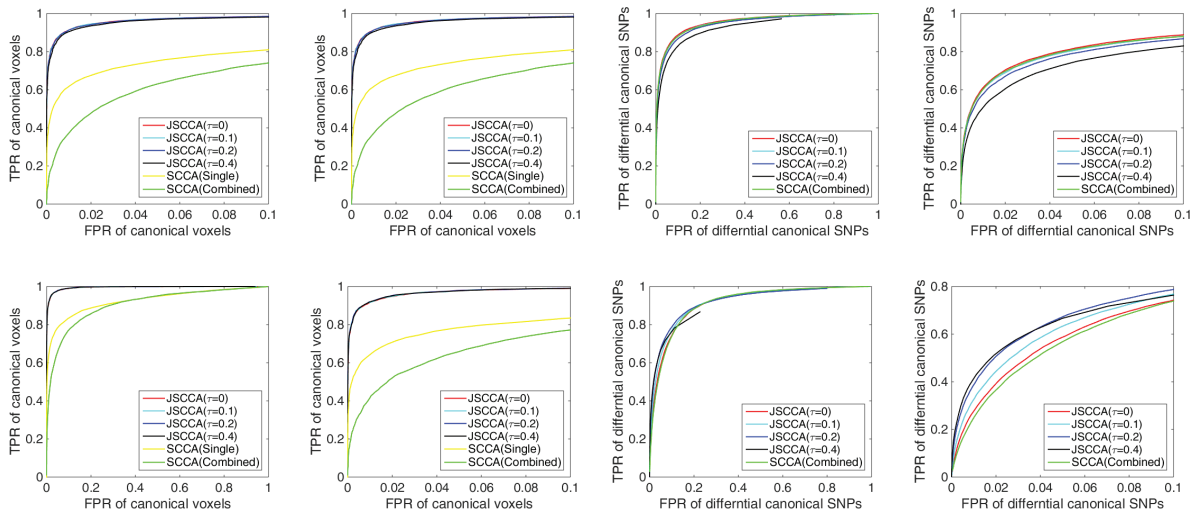 TPR of canonical voxels
1
0.8
0.6
0.4
0.2
0
0 0.02 0.04 0.06 0.08 0.1
FPR of canonical voxels
JSCCA(τ=0)
JSCCA(τ=0.1)
JSCCA(τ=0.2)
JSCCA(τ=0.4)
SCCA(Single)
SCCA(Combined)
TPR of canonical voxels
1
0.8
0.6
0.4
0.2
0
0 0.02 0.04 0.06 0.08 0.1
FPR of canonical voxels
JSCCA(τ=0)
JSCCA(τ=0.1)
JSCCA(τ=0.2)
JSCCA(τ=0.4)
SCCA(Single)
SCCA(Combined)
TPR of differntial canonical SNPs
1
0.8
0.6
0.4
0.2
0
0 0.2 0.4 0.6 0.8 1
FPR of differntial canonical SNPs
JSCCA(τ=0)
JSCCA(τ=0.1)
JSCCA(τ=0.2)
JSCCA(τ=0.4)
SCCA(Combined)
TPR of differntial canonical SNPs
1
0.8
0.6
0.4
0.2
0
0 0.02 0.04 0.06 0.08 0.1
FPR of differntial canonical SNPs
JSCCA(τ=0)
JSCCA(τ=0.1)
JSCCA(τ=0.2)
JSCCA(τ=0.4)
SCCA(Combined)
TPR of canonical voxels
1
0.8
0.6
0.4
0.2
0
0 0.2 0.4 0.6 0.8 1
FPR of canonical voxels
JSCCA(τ=0)
JSCCA(τ=0.1)
JSCCA(τ=0.2)
JSCCA(τ=0.4)
SCCA(Single)
SCCA(Combined)
TPR of canonical voxels
1
0.8
0.6
0.4
0.2
0
0 0.02 0.04 0.06 0.08 0.1
FPR of canonical voxels
JSCCA(τ=0)
JSCCA(τ=0.1)
JSCCA(τ=0.2)
JSCCA(τ=0.4)
SCCA(Single)
SCCA(Combined)
TPR of differntial canonical SNPs
1
0.8
0.6
0.4
0.2
0
0 0.2 0.4 0.6 0.8 1
FPR of differntial canonical SNPs
JSCCA(τ=0)
JSCCA(τ=0.1)
JSCCA(τ=0.2)
JSCCA(τ=0.4)
SCCA(Combined)
TPR of differntial canonical SNPs
0.8
0.6
0.4
0.2
0
0 0.02 0.04 0.06 0.08 0.1
FPR of differntial canonical SNPs
JSCCA(τ=0)
JSCCA(τ=0.1)
JSCCA(τ=0.2)
JSCCA(τ=0.4)
SCCA(Combined)